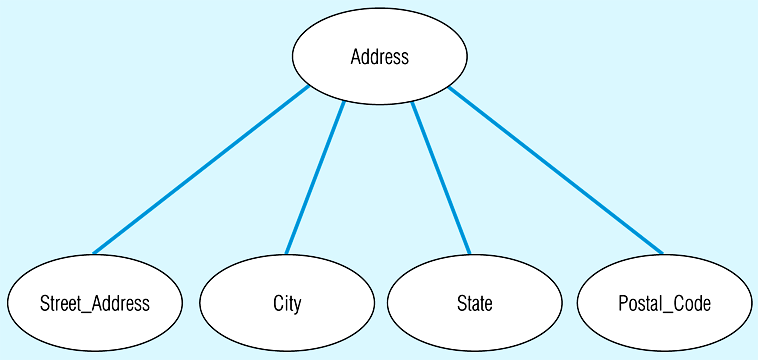 Address
Street_Address
City
State
Postal_Code